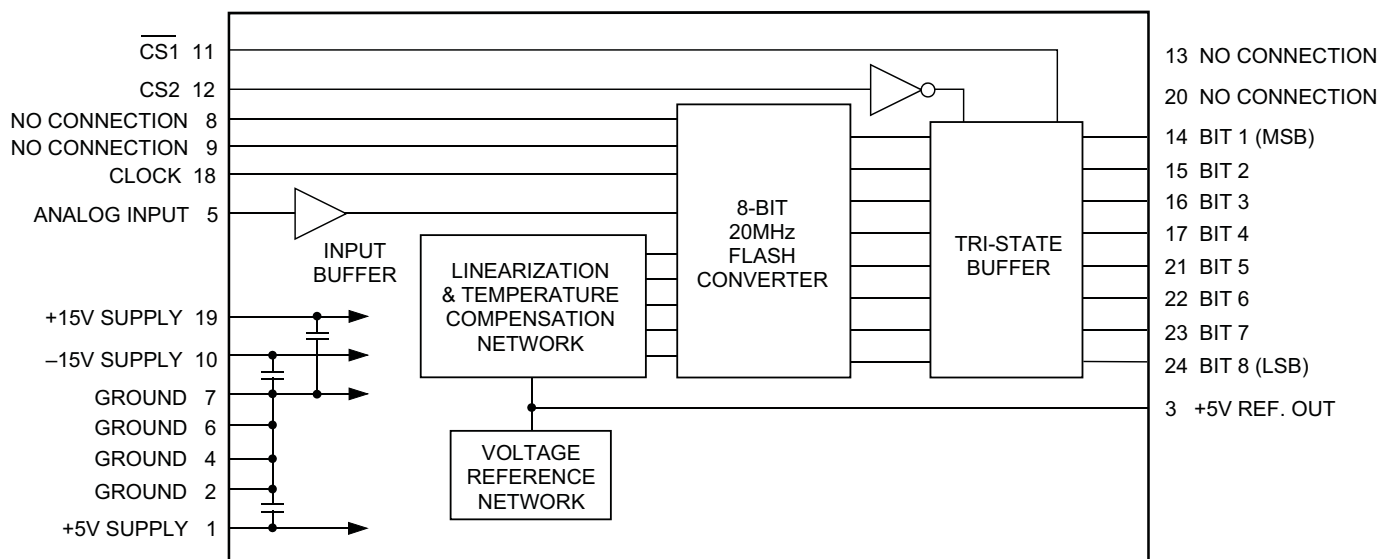 CS1 11
CS2 12
NO CONNECTION 8
NO CONNECTION 9
CLOCK 18
ANALOG INPUT 5
+15V SUPPLY 19
–15V SUPPLY 10
GROUND 7
GROUND 6
GROUND 4
GROUND 2
+5V SUPPLY 1
INPUT
BUFFER
LINEARIZATION
& TEMPERATURE
COMPENSATION
NETWORK
VOLTAGE
REFERENCE
NETWORK
8-BIT
20MHz
FLASH
CONVERTER
TRI-STATE
BUFFER
13 NO CONNECTION
20 NO CONNECTION
14 BIT 1 (MSB)
15 BIT 2
16 BIT 3
17 BIT 4
21 BIT 5
22 BIT 6
23 BIT 7
24 BIT 8 (LSB)
3 +5V REF. OUT